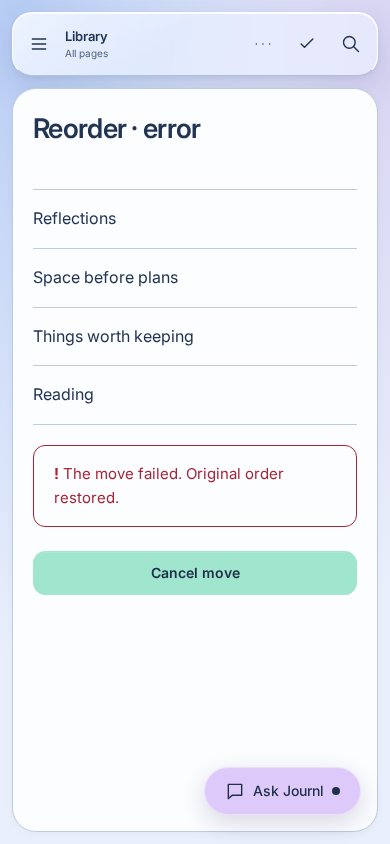 Library
All pages
Reorder · error
Reflections
Space before plans
Things worth keeping
Reading
! The move failed. Original order
restored.
Cancel move
Ask Journl